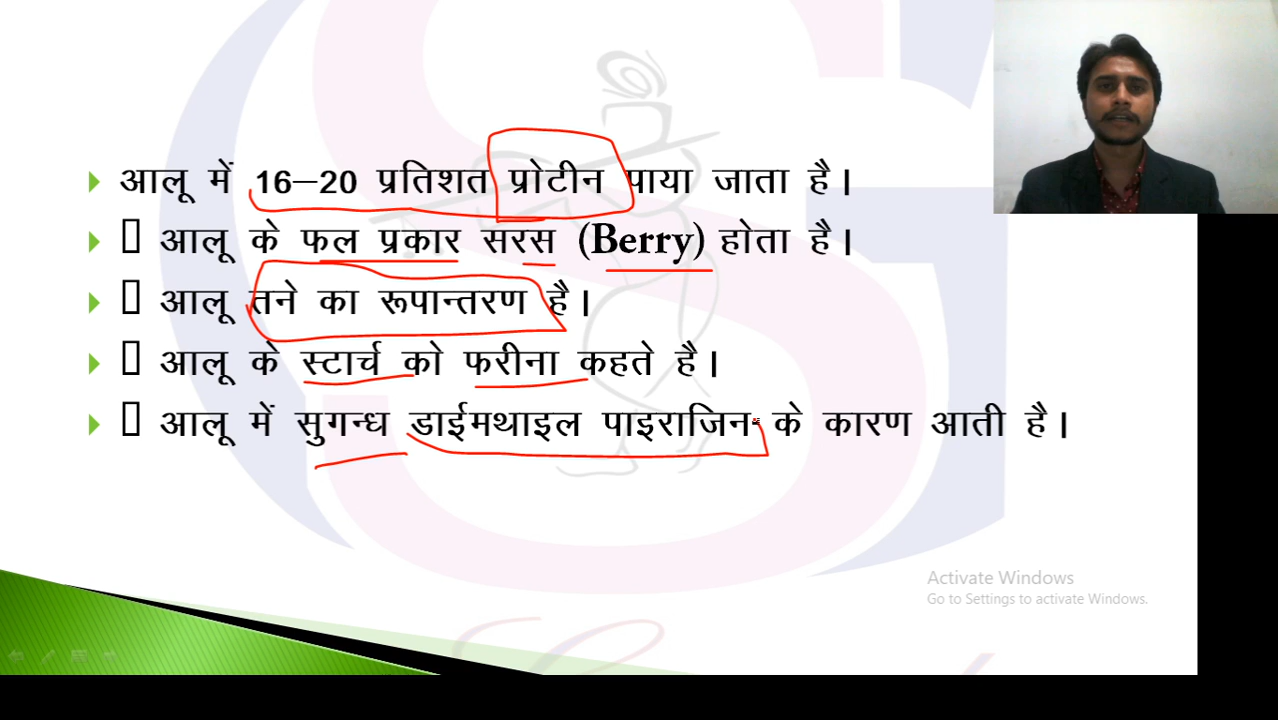 आलू में 16–20 प्रतिशत प्रोटीन पाया जाता है।
आलू के फल प्रकार सरस (Berry) होता है।
आलू तने का रूपान्तरण है।
आलू के स्टार्च को फरीना कहते है।
आलू में सुगन्ध डाईमथाइल पाइराजिन के कारण आती है।
Activate Windows
Go to Settings to activate Windows.